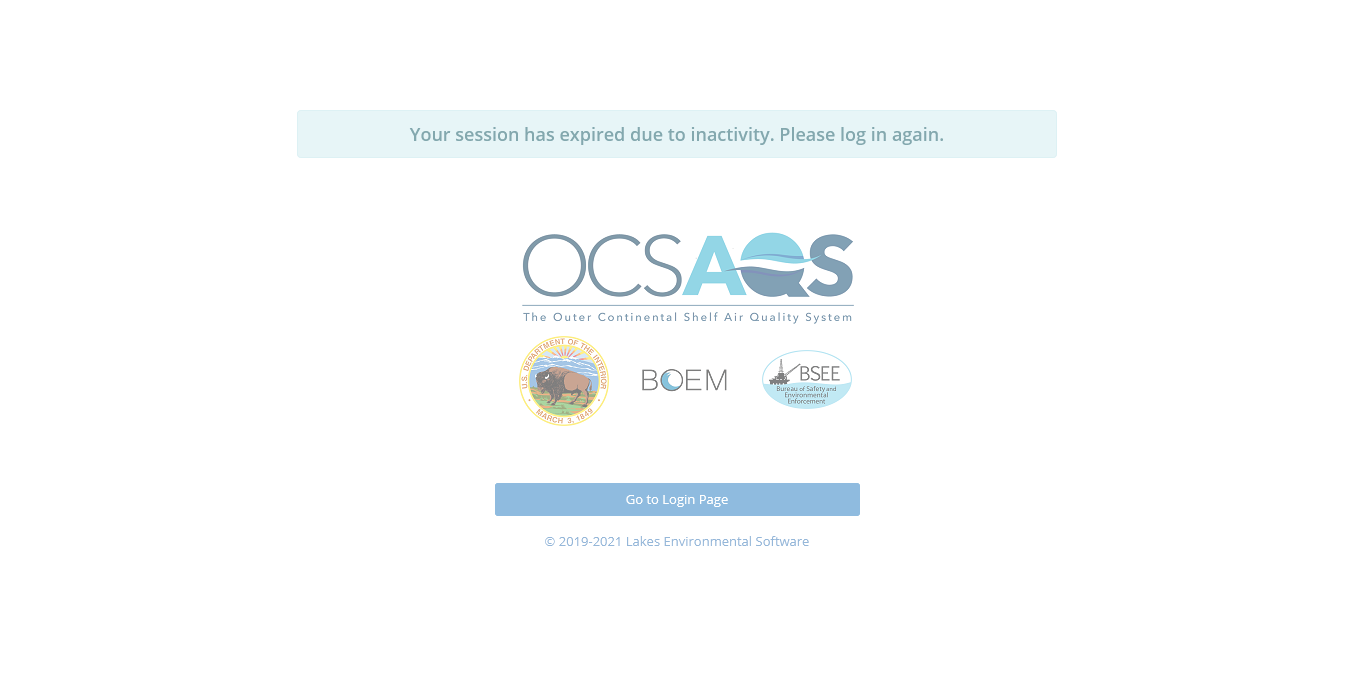 Your session has expired due to inactivity. Please log in again.
OCSAQS
The Outer Continental Shelf Air Quality System
U.S. DEPARTMENT OF THE INTERIOR
MARCH 3, 1849
BOEM
BSEE
Bureau of Safety and
Environmental
Enforcement
Go to Login Page
© 2019-2021 Lakes Environmental Software